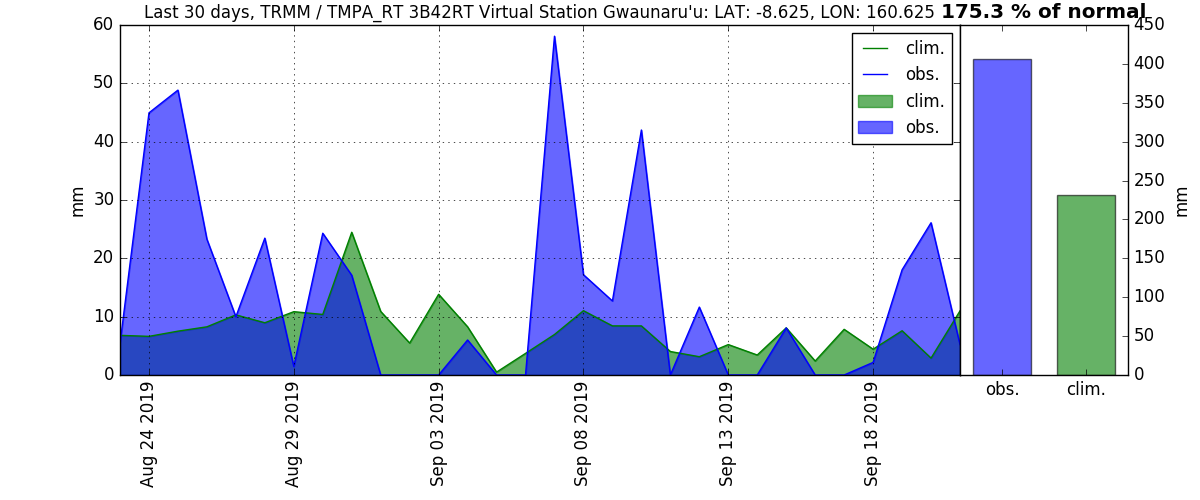 Last 30 days, TRMM / TMPA_RT 3B42RT Virtual Station Gwaunaru'u: LAT: -8.625, LON: 160.625 175.3 % of normal
60
50
40
30
20
10
0
mm
clim.
obs.
clim.
obs.
Aug 24 2019
Aug 29 2019
Sep 03 2019
Sep 08 2019
Sep 13 2019
Sep 18 2019
450
400
350
300
250
200
150
100
50
0
mm
obs.
clim.